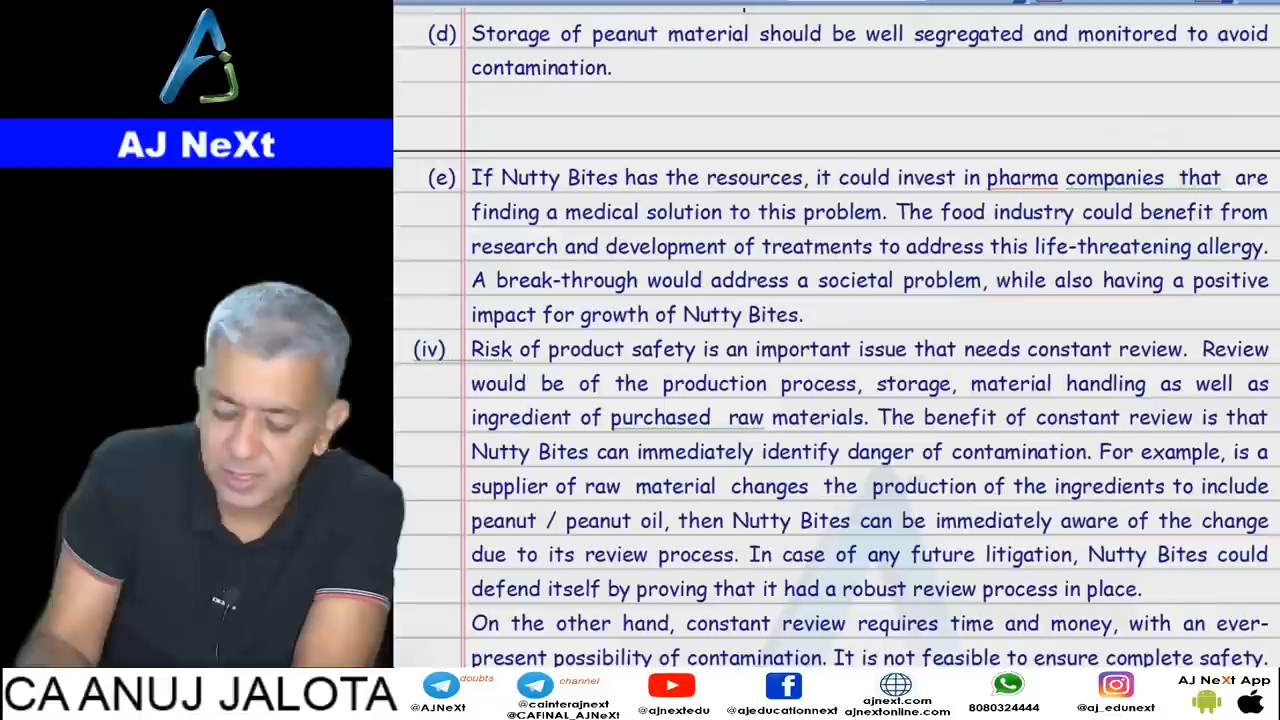 (d) Storage of peanut material should be well segregated and monitored to avoid
contamination.
AJ NeXt
(e) If Nutty Bites has the resources, it could invest in pharma companies that are
finding a medical solution to this problem. The food industry could benefit from
research and development of treatments to address this life-threatening allergy.
A break-through would address a societal problem, while also having a positive
impact for growth of Nutty Bites.
(iv) Risk of product safety is an important issue that needs constant review. Review
would be of the production process, storage, material handling as well as
ingredient of purchased raw materials. The benefit of constant review is that
Nutty Bites can immediately identify danger of contamination. For example, is a
supplier of raw material changes the production of the ingredients to include
peanut / peanut oil, then Nutty Bites can be immediately aware of the change
due to its review process. In case of any future litigation, Nutty Bites could
defend itself by proving that it had a robust review process in place.
On the other hand, constant review requires time and money, with an ever-
present possibility of contamination. It is not feasible to ensure complete safety.
CA ANUJ JALOTA
doubts
@AJNeXt
channel
@cainterajnext
@CAFINAL_AJNeXt
@ajnextedu
@ajeducationnext
ajnext.com
ajnextonline.com
8080324444
@aj_edunext
AJ NeXt App